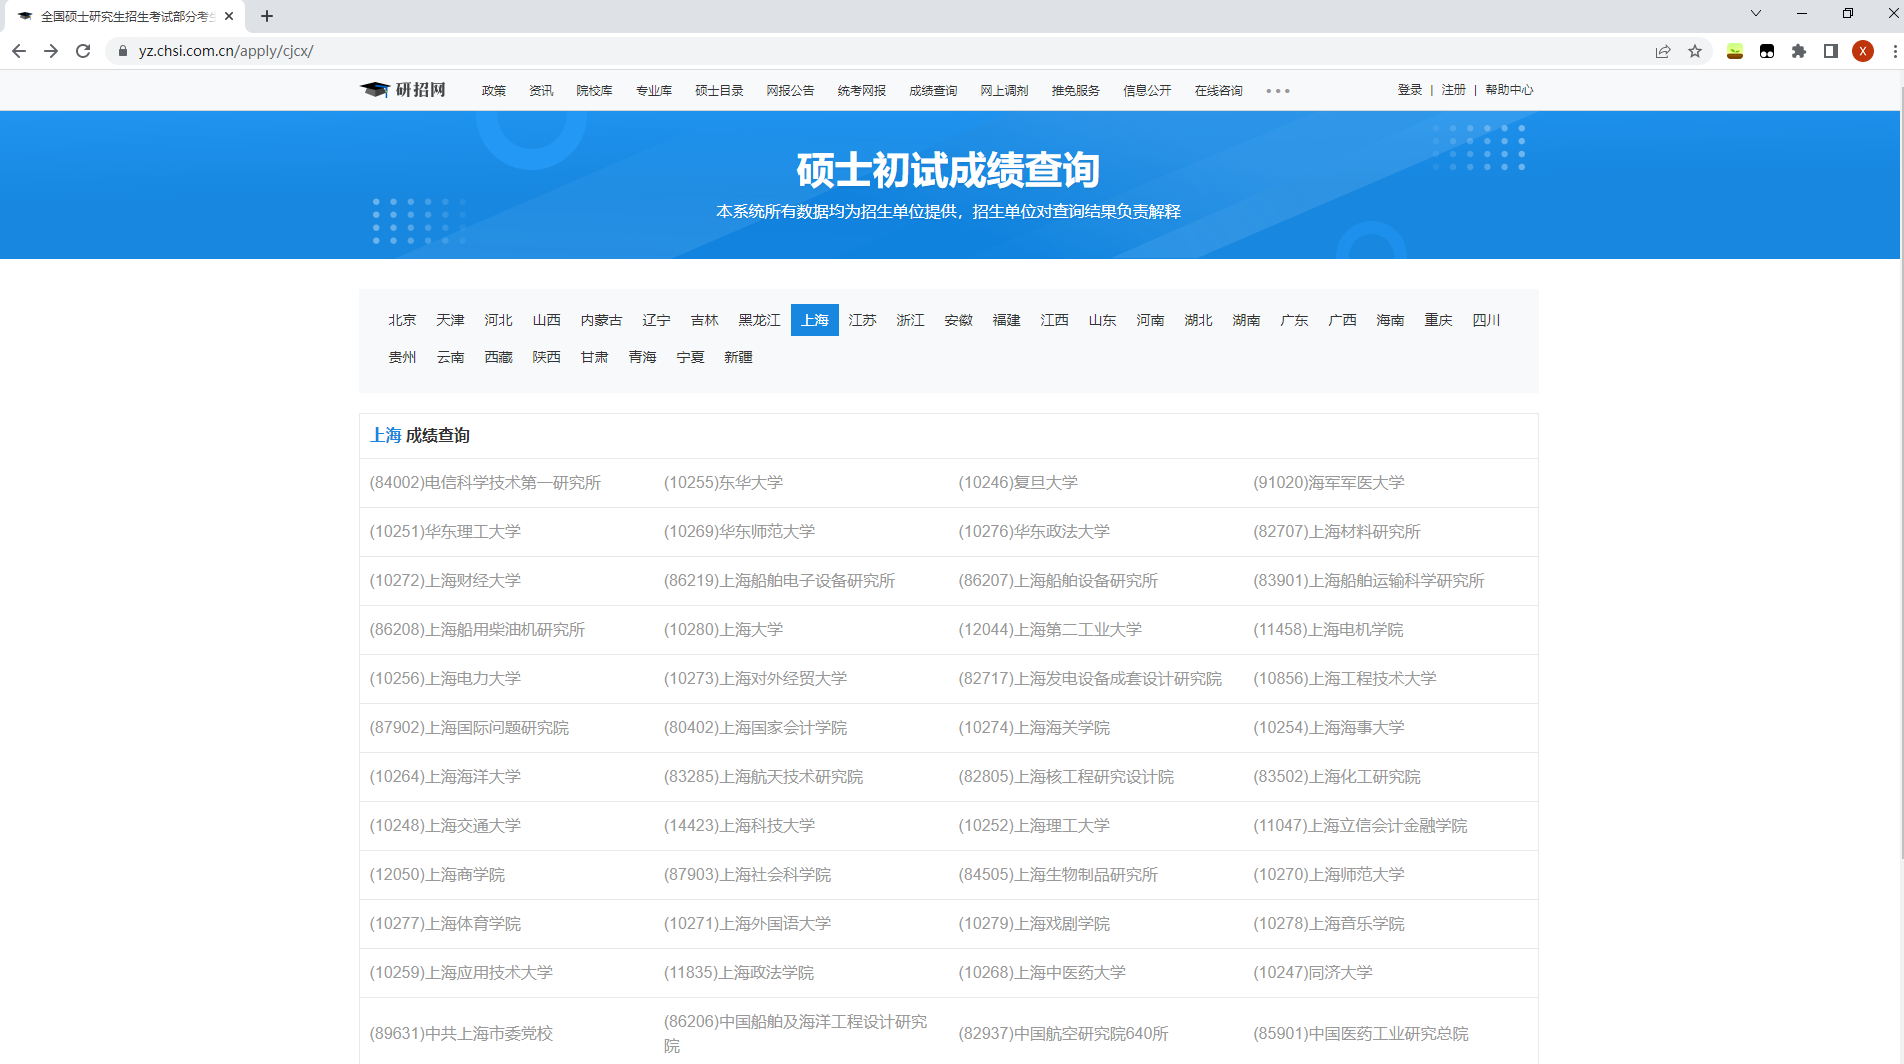 全国硕士研究生招生考试部分考生
yz.chsi.com.cn/apply/cjcx/
X
研招网 政策 资讯 院校库 专业库 硕士目录 网报公告 统考网报 成绩查询 网上调剂 推免服务 信息公开 在线咨询 ••• 登录 | 注册 | 帮助中心
硕士初试成绩查询
本系统所有数据均为招生单位提供，招生单位对查询结果负责解释
北京 天津 河北 山西 内蒙古 辽宁 吉林 黑龙江 上海 江苏 浙江 安徽 福建 江西 山东 河南 湖北 湖南 广东 广西 海南 重庆 四川
贵州 云南 西藏 陕西 甘肃 青海 宁夏 新疆
上海 成绩查询
(84002)电信科学技术第一研究所 (10255)东华大学 (10246)复旦大学 (91020)海军军医大学
(10251)华东理工大学 (10269)华东师范大学 (10276)华东政法大学 (82707)上海材料研究所
(10272)上海财经大学 (86219)上海船舶电子设备研究所 (86207)上海船舶设备研究所 (83901)上海船舶运输科学研究所
(86208)上海船用柴油机研究所 (10280)上海大学 (12044)上海第二工业大学 (11458)上海电机学院
(10256)上海电力大学 (10273)上海对外经贸大学 (82717)上海发电设备成套设计研究院 (10856)上海工程技术大学
(87902)上海国际问题研究院 (80402)上海国家会计学院 (10274)上海海关学院 (10254)上海海事大学
(10264)上海海洋大学 (83285)上海航天技术研究院 (82805)上海核工程研究设计院 (83502)上海化工研究院
(10248)上海交通大学 (14423)上海科技大学 (10252)上海理工大学 (11047)上海立信会计金融学院
(12050)上海商学院 (87903)上海社会科学院 (84505)上海生物制品研究所 (10270)上海师范大学
(10277)上海体育学院 (10271)上海外国语大学 (10279)上海戏剧学院 (10278)上海音乐学院
(10259)上海应用技术大学 (11835)上海政法学院 (10268)上海中医药大学 (10247)同济大学
(89631)中共上海市委党校 (86206)中国船舶及海洋工程设计研究院 (82937)中国航空研究院640所 (85901)中国医药工业研究总院